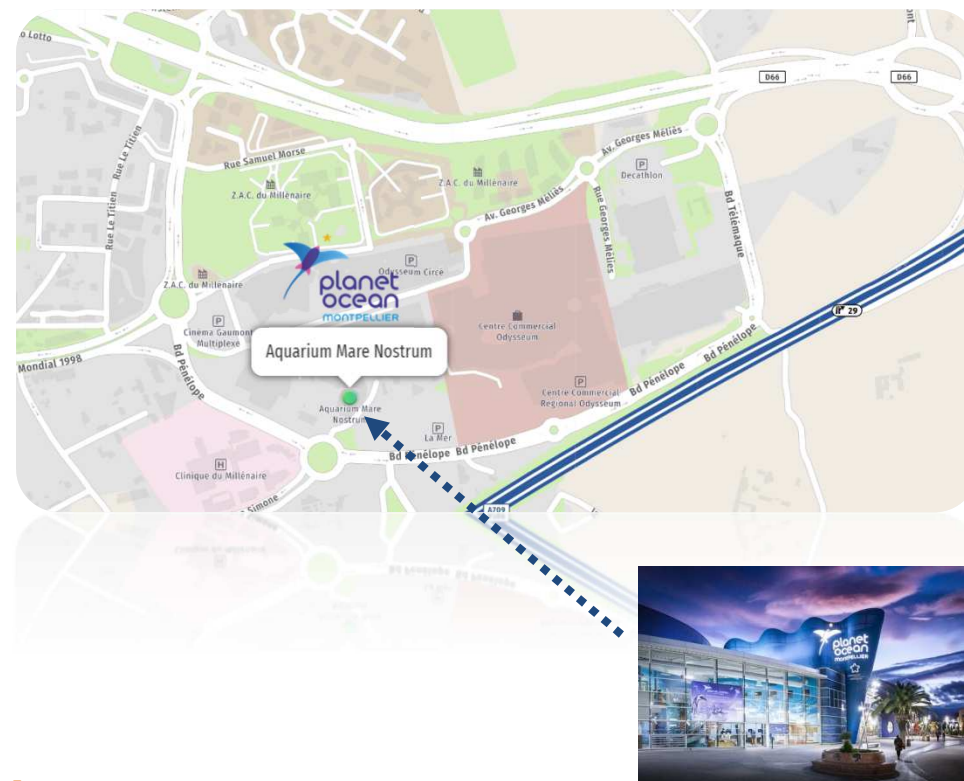 o Lotto
D66
D66
Rue Le Titien
Rue Le Titien
Rue Samuel Morse
Z.A.C. du Millénaire
Z.A.C. du Millénaire
Av. Georges Méliès
P
Decathlon
Av. Georges Méliès
Rue Georges Méliès
Bd Télémaque
Z.A.C. du Millénaire
planet
ocean
MONTPELLIER
P
Odysseum Circé
P
Cinéma Gaumont
Multiplexe
Centre Commercial
Odysseum
29
Mondial 1998
Bd Pénélope
Aquarium Mare Nostrum
Aquarium Mare
Nostrum
P
Centre Commercial
Regional Odysseum
Bd Pénélope
Bd Pénélope
P
La Mer
Bd Pénélope
Bd Pénélope
H
Clinique du Millénaire
Simone
A709
planet
ocean
MONTPELLIER